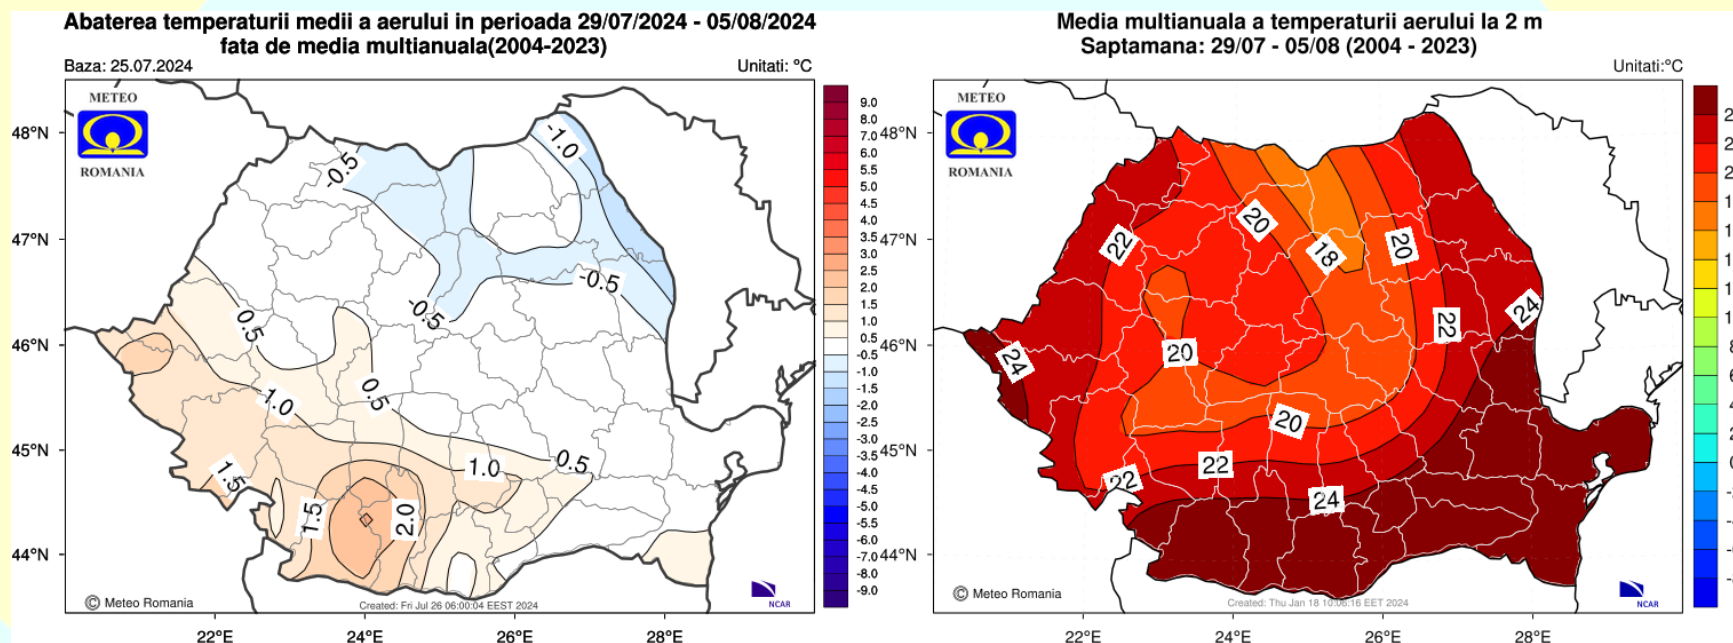 Abaterea temperaturii medii a aerului in perioada 29/07/2024 - 05/08/2024
fata de media multianuala(2004-2023)
Baza: 25.07.2024
Unitati: °C
METEO
ROMANIA
48°N
47°N
46°N
45°N
44°N
22°E
24°E
26°E
28°E
-0.5
-1.0
-0.5
-0.5
0.5
1.0
0.5
0.5
1.0
1.5
1.5
2.0
9.0
8.0
7.0
6.0
5.5
5.0
4.5
4.0
3.5
3.0
2.5
2.0
1.5
1.0
0.5
-0.5
-1.0
-1.5
-2.0
-2.5
-3.0
-3.5
-4.0
-4.5
-5.0
-5.5
-6.0
-7.0
-8.0
-9.0
© Meteo Romania
Created: Fri Jul 26 06:00:04 EEST 2024
NCAR
Media multianuala a temperaturii aerului la 2 m
Saptamana: 29/07 - 05/08 (2004 - 2023)
Unitati:°C
METEO
ROMANIA
48°N
47°N
46°N
45°N
44°N
22°E
24°E
26°E
28°E
22
20
18
20
24
20
22
24
20
22
22
24
© Meteo Romania
Created: Thu Jan 18 10:06:16 EET 2024
NCAR